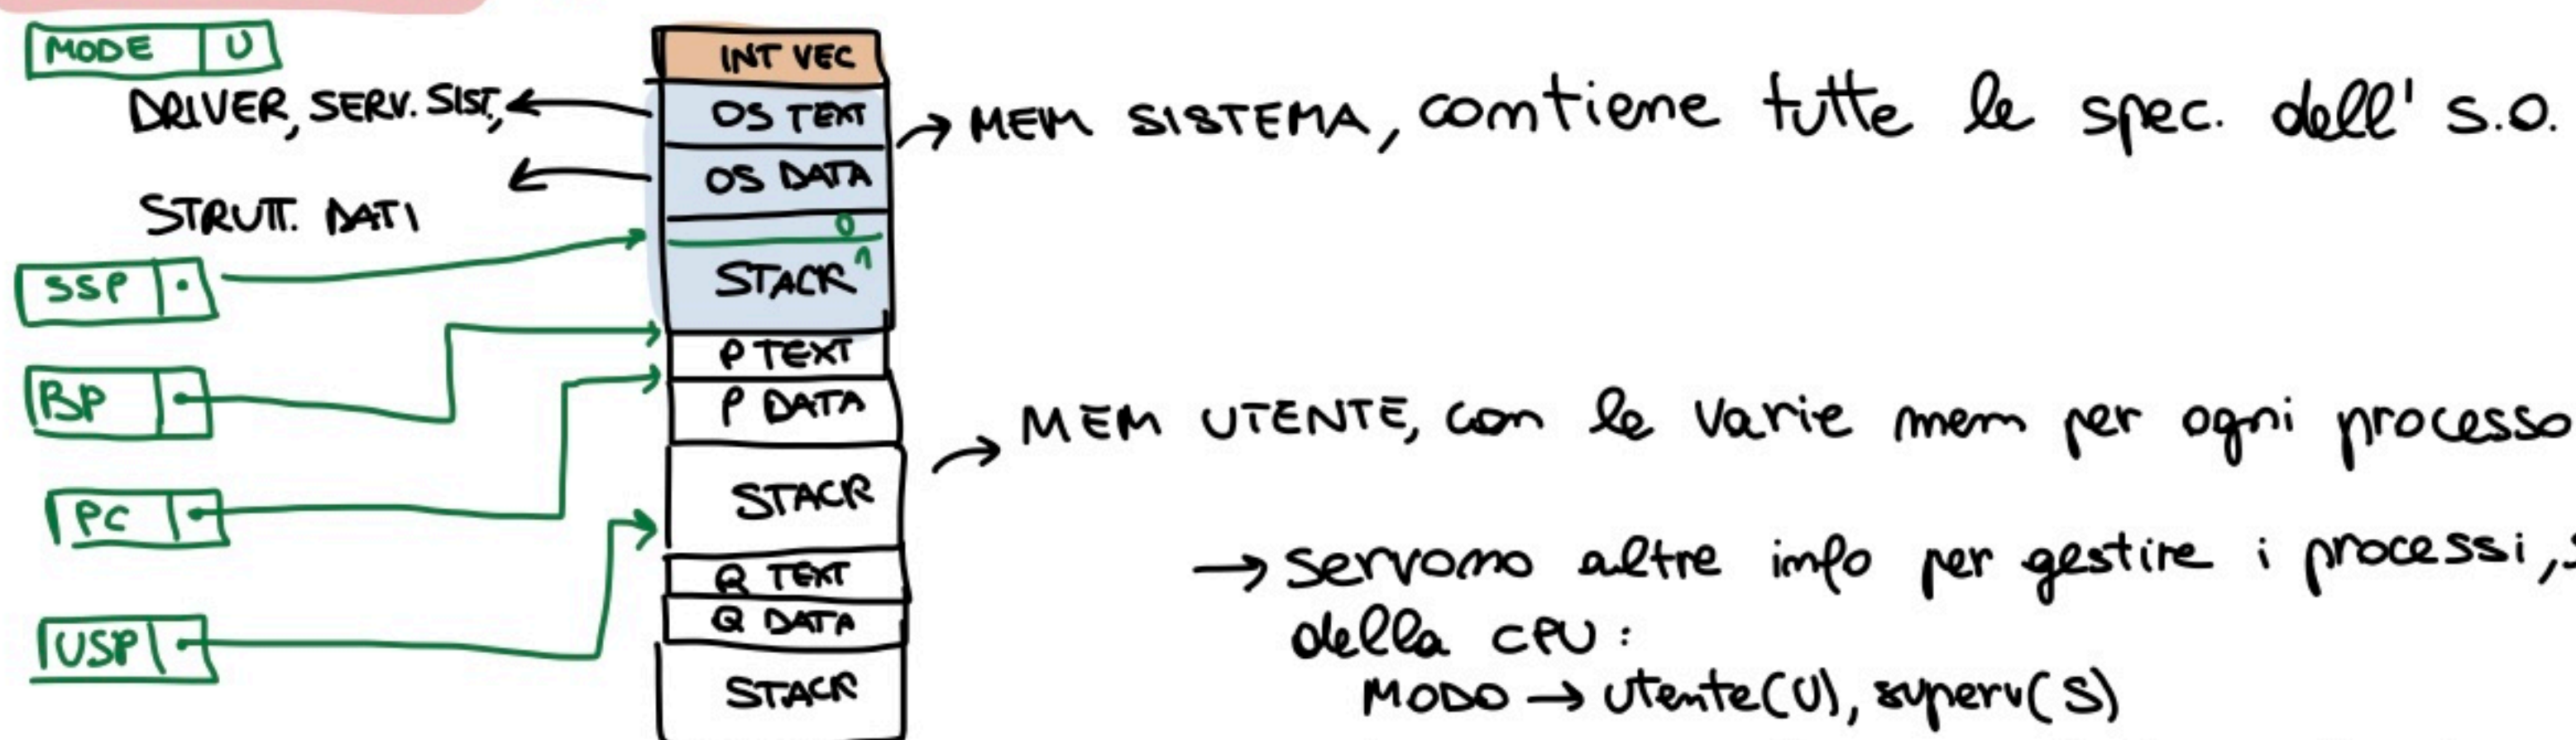 MODE U
INT VEC
DRIVER, SERV. SIST,
OS TEXT
MEM SISTEMA, contiene tutte le spec. dell' s.o.
OS DATA
STRUTT. DATI
0
1
SSP
STACK
BP
P TEXT
P DATA
MEM UTENTE, con le varie mem per ogni processo
PC
STACK
Q TEXT
→ servono altre info per gestire i processi,
Q DATA
della CPU:
USP
STACK
MODO → utente(U), superv(S)